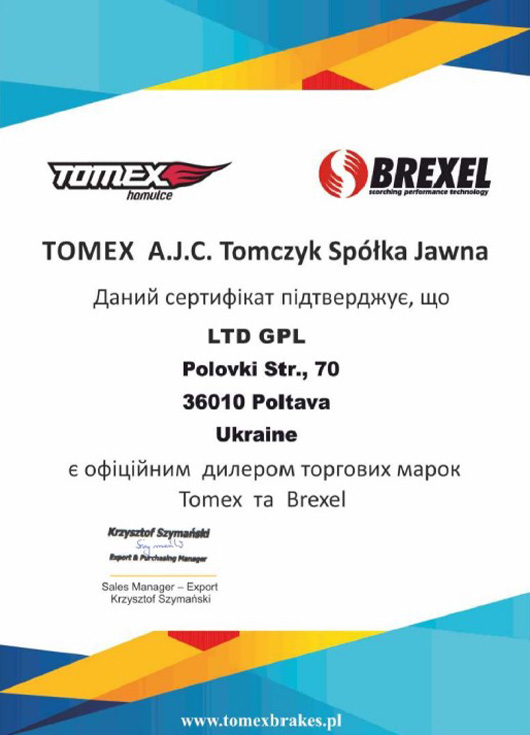 TOMEX
hamulce
BREXEL
scorching performance technology
TOMEX A.J.C. Tomczyk Spółka Jawna
Даний сертифікат підтверджує, що
LTD GPL
Polovki Str., 70
36010 Poltava
Ukraine
є офіційним дилером торгових марок
Tomex та Brexel
Krzysztof Szymański
Export & Purchasing Manager
Sales Manager – Export
Krzysztof Szymański
www.tomexbrakes.pl